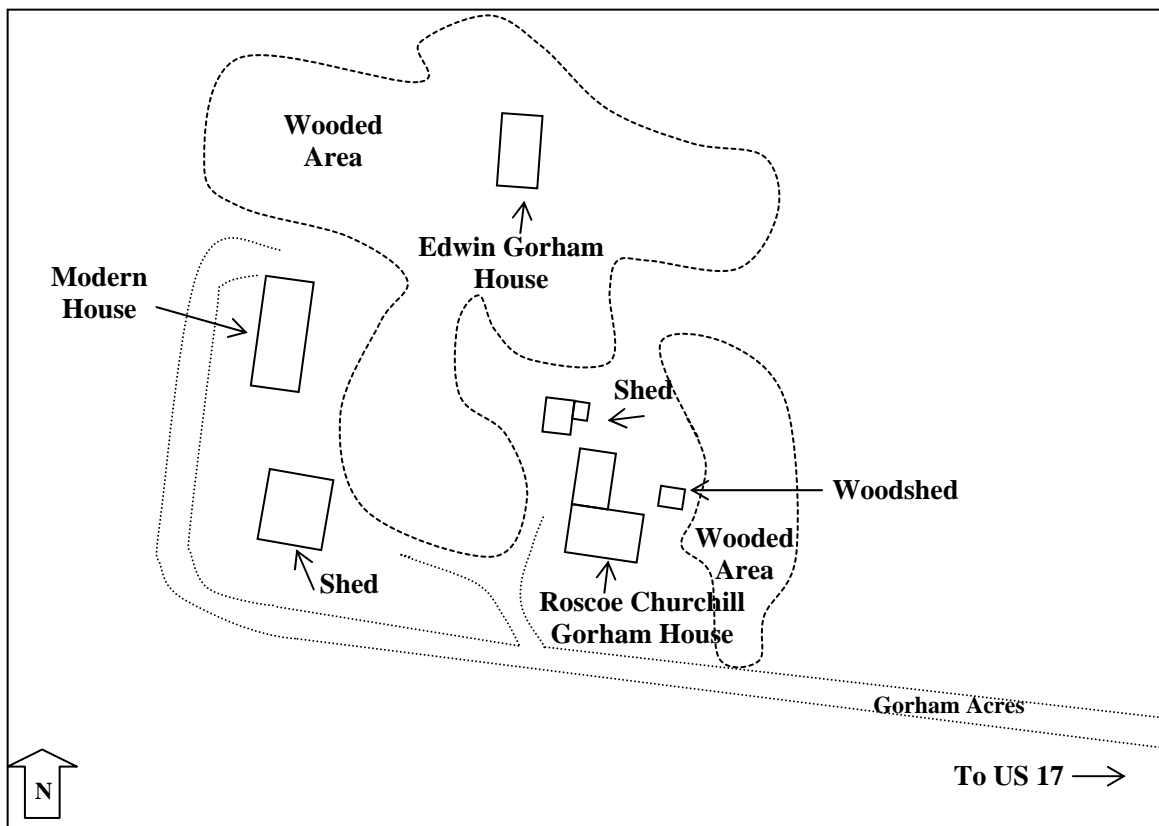 Wooded
Area
Edwin Gorham
House
Modern
House
Shed
Woodshed
Wooded
Area
Shed
Roscoe Churchill
Gorham House
Gorham Acres
To US 17
N